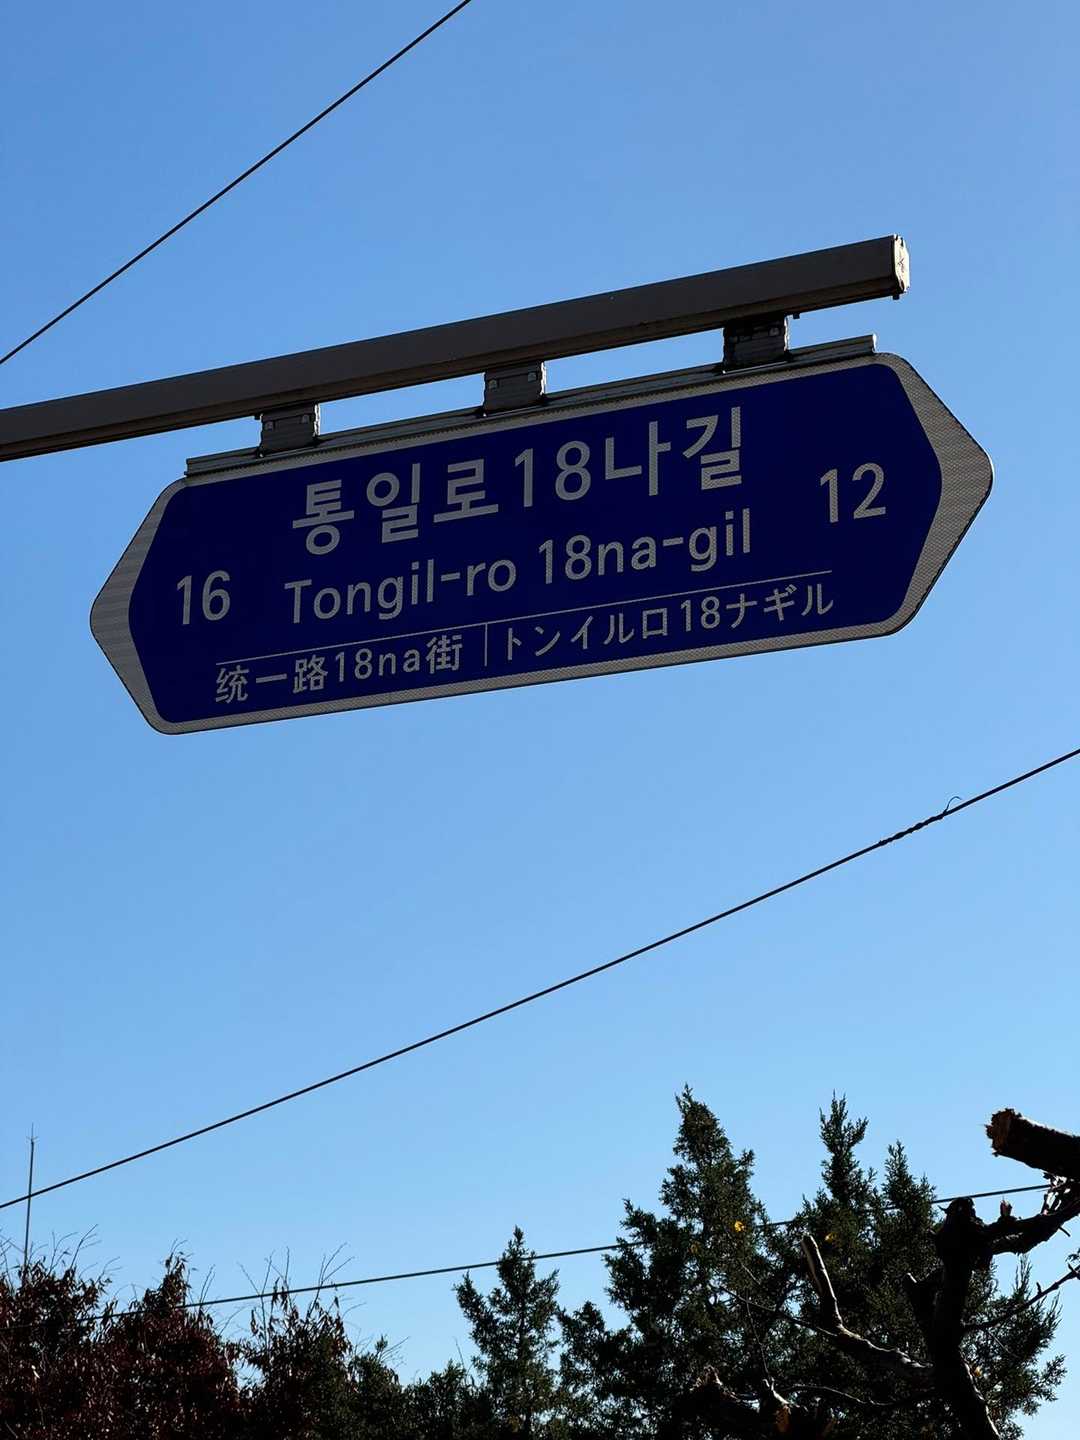 통일로18나길
16
12
Tongil-ro 18na-gil
统一路18na街
トンイルロ18ナギル